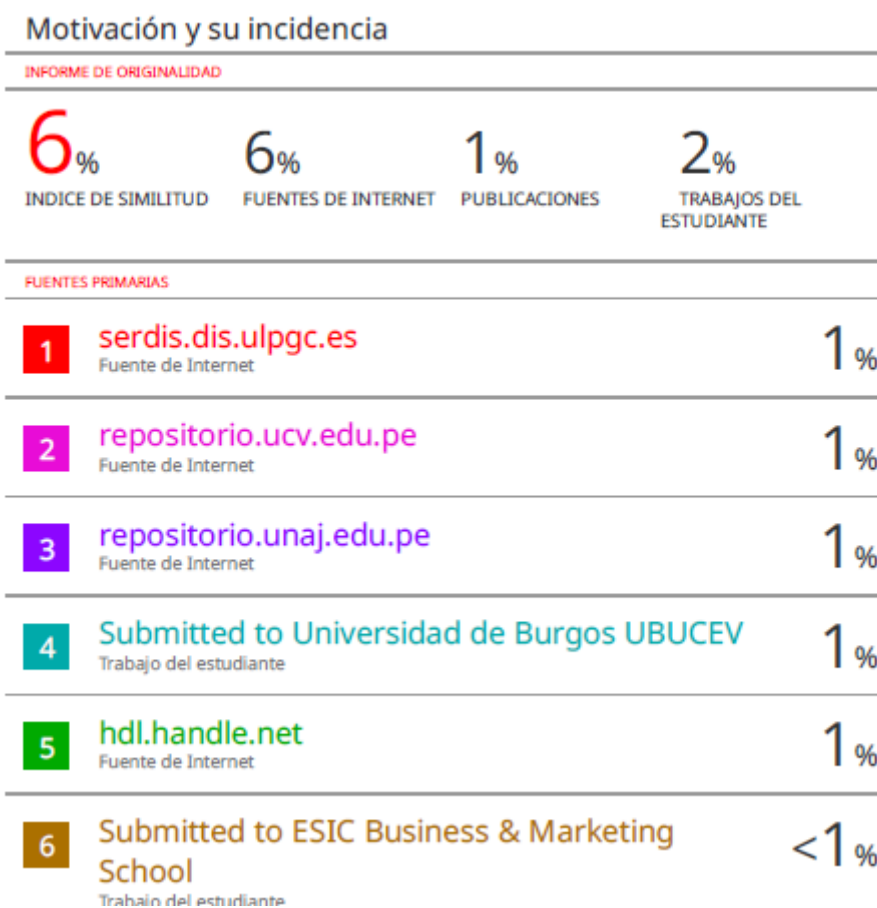 Motivación y su incidencia
INFORME DE ORIGINALIDAD
6% 6% 1% 2%
INDICE DE SIMILITUD FUENTES DE INTERNET PUBLICACIONES TRABAJOS DEL
ESTUDIANTE
FUENTES PRIMARIAS
1 serdis.dis.ulpgc.es 1%
Fuente de Internet
2 repositorio.ucv.edu.pe 1%
Fuente de Internet
3 repositorio.unaj.edu.pe 1%
Fuente de Internet
4 Submitted to Universidad de Burgos UBUCEV 1%
Trabajo del estudiante
5 hdl.handle.net 1%
Fuente de Internet
6 Submitted to ESIC Business & Marketing <1%
School
Trabajo del estudiante